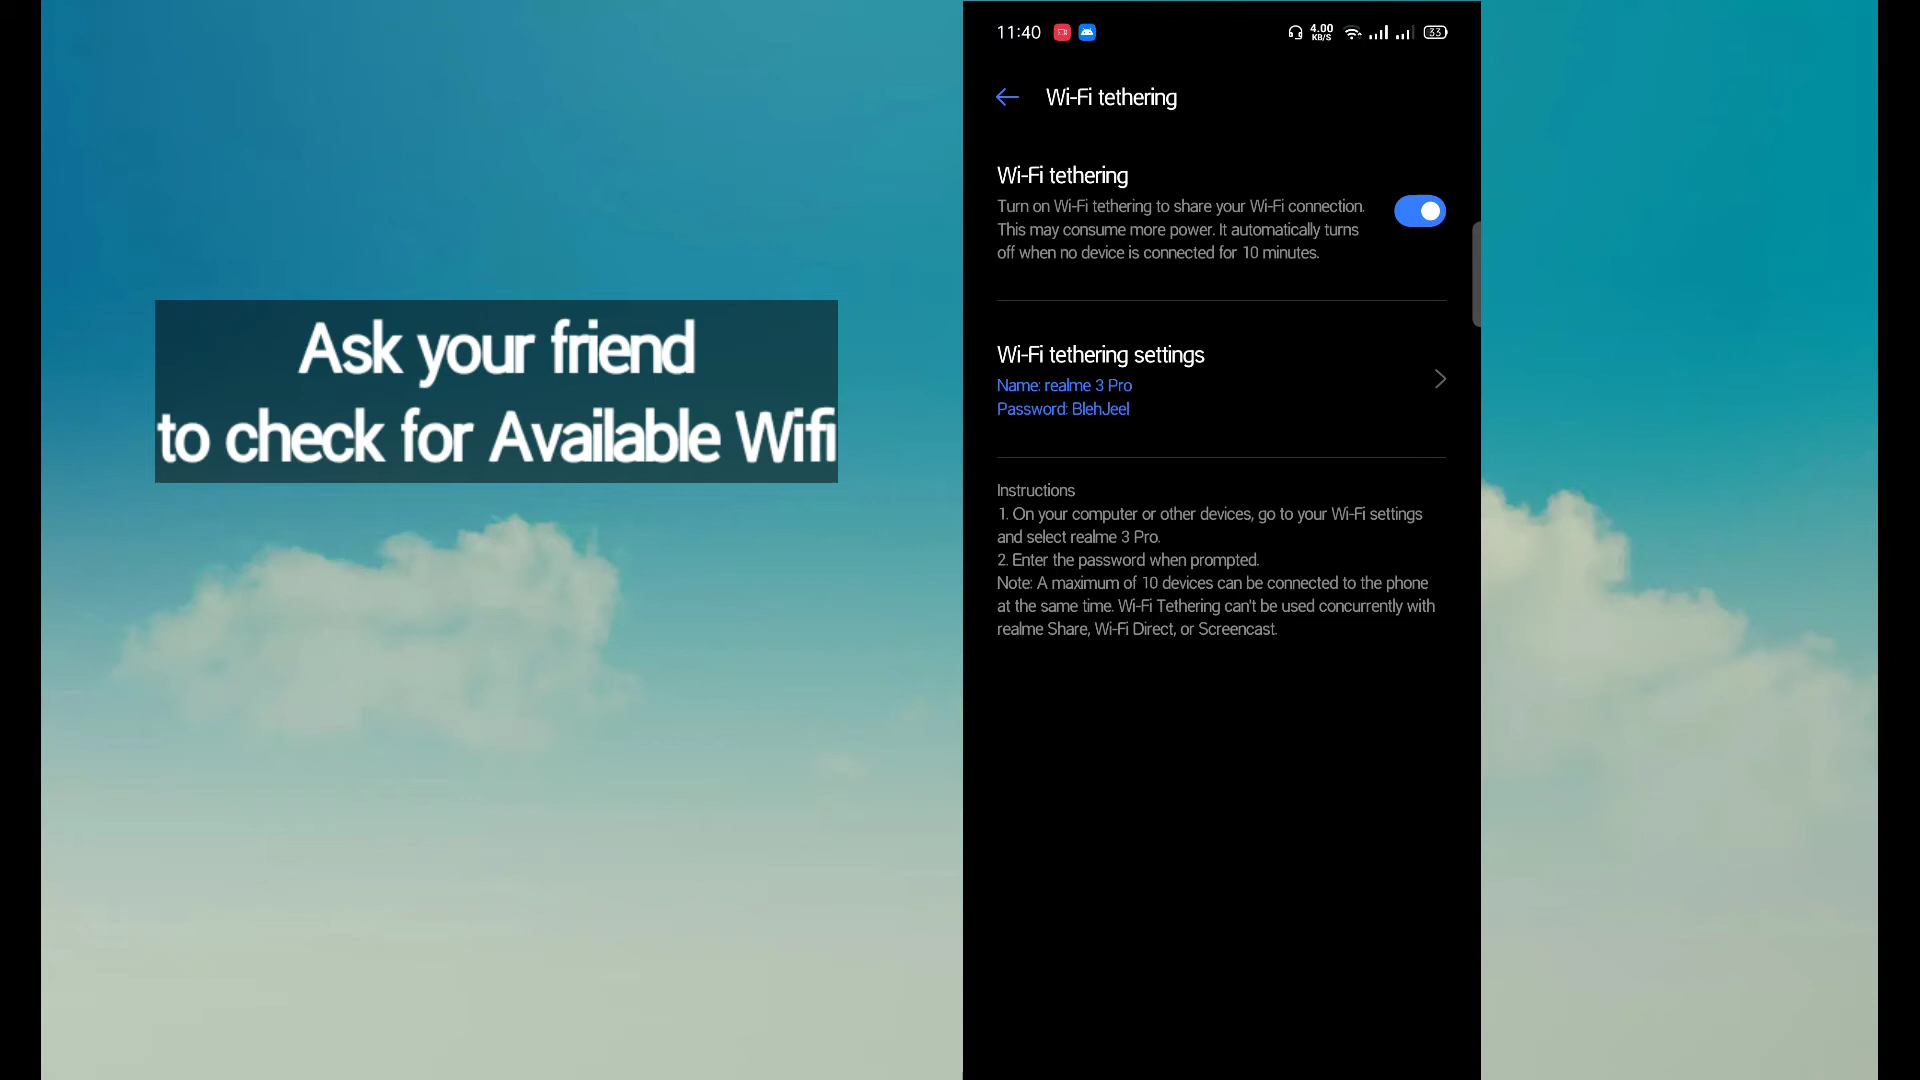 Ask your friend
to check for Available Wifi
11:40
4.00
KB/S
33
Wi-Fi tethering
Wi-Fi tethering
Turn on Wi-Fi tethering to share your Wi-Fi connection.
This may consume more power. It automatically turns
off when no device is connected for 10 minutes.
Wi-Fi tethering settings
Name: realme 3 Pro
Password: BlehJeel
Instructions
1. On your computer or other devices, go to your Wi-Fi settings
and select realme 3 Pro.
2. Enter the password when prompted.
Note: A maximum of 10 devices can be connected to the phone
at the same time. Wi-Fi Tethering can't be used concurrently with
realme Share, Wi-Fi Direct, or Screencast.